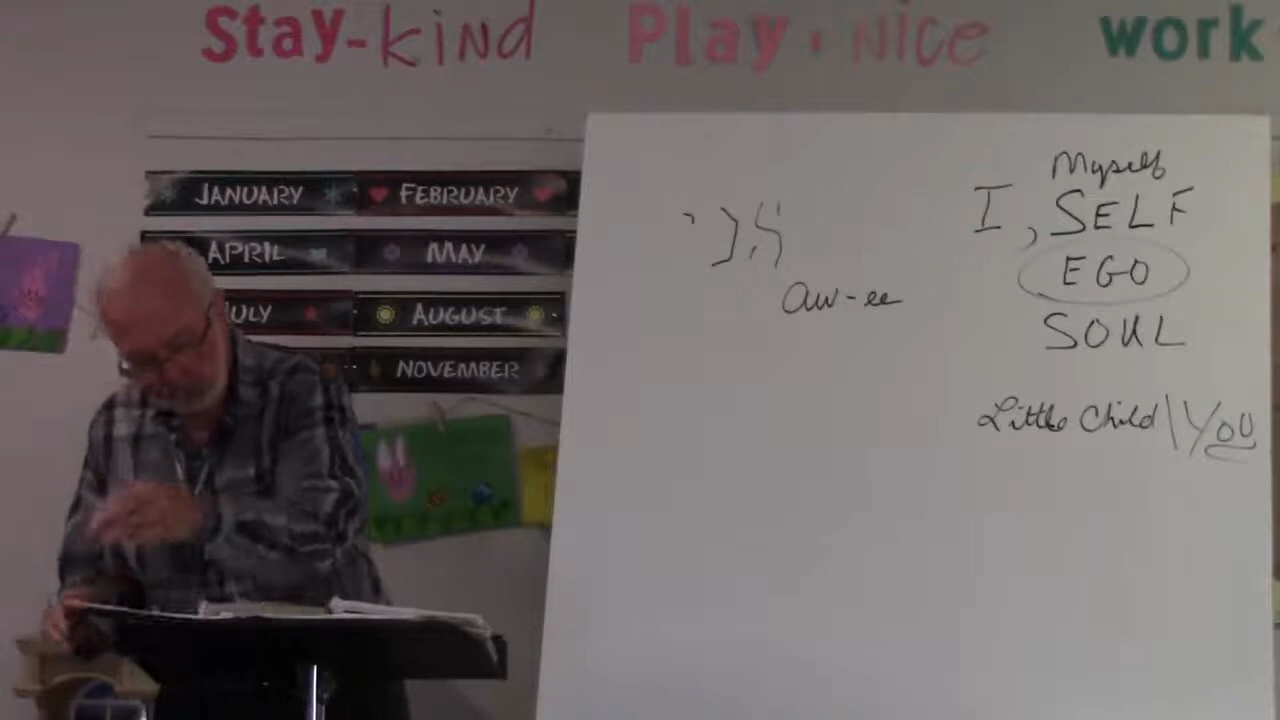 Stay-kind Play·nice work
JANUARY FEBRUARY
APRIL MAY
ULY AUGUST
NOVEMBER
אני
aw-ee
Myself
I, SELF
EGO
SOUL
Little Child \ YOU